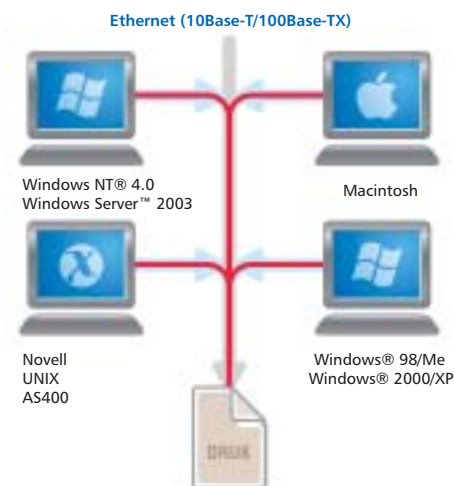 Ethernet (10Base-T/100Base-TX)
Windows NT® 4.0
Windows Server™ 2003
Macintosh
Novell
UNIX
AS400
Windows® 98/Me
Windows® 2000/XP
DRUK